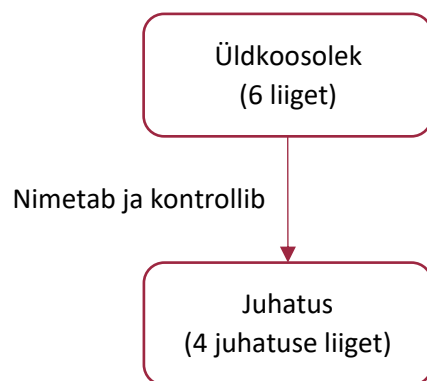 Üldkoosolek
(6 liiget)
Nimetab ja kontrollib
Juhatus
(4 juhatuse liiget)